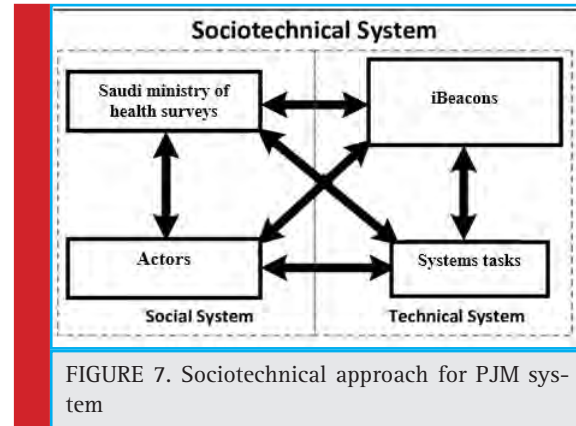 Sociotechnical System
Saudi ministry of
health surveys
iBeacons
Actors
Systems tasks
Social System
Technical System
FIGURE 7. Sociotechnical approach for PJM sys-
tem